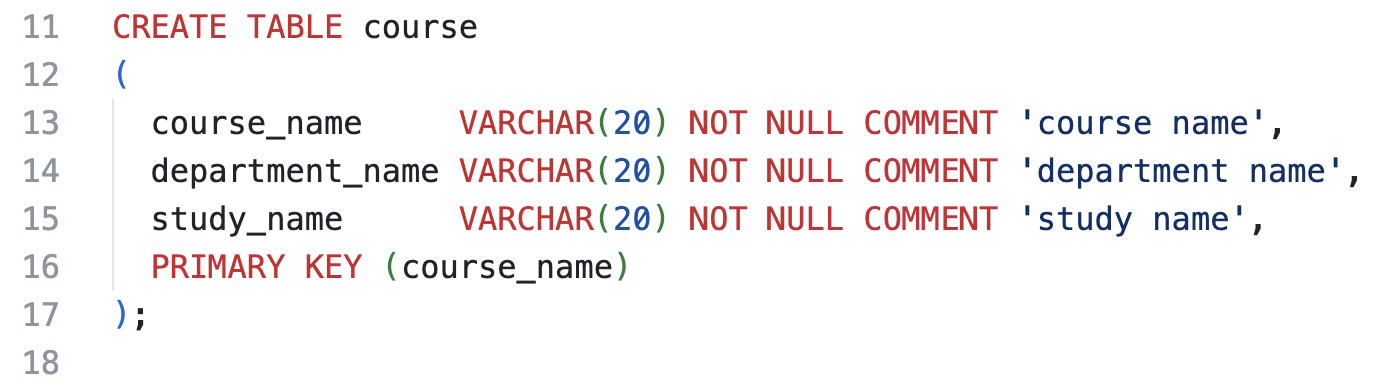 11 CREATE TABLE course
12 (
13   course_name     VARCHAR(20) NOT NULL COMMENT 'course name',
14   department_name VARCHAR(20) NOT NULL COMMENT 'department name',
15   study_name      VARCHAR(20) NOT NULL COMMENT 'study name',
16   PRIMARY KEY (course_name)
17 );
18